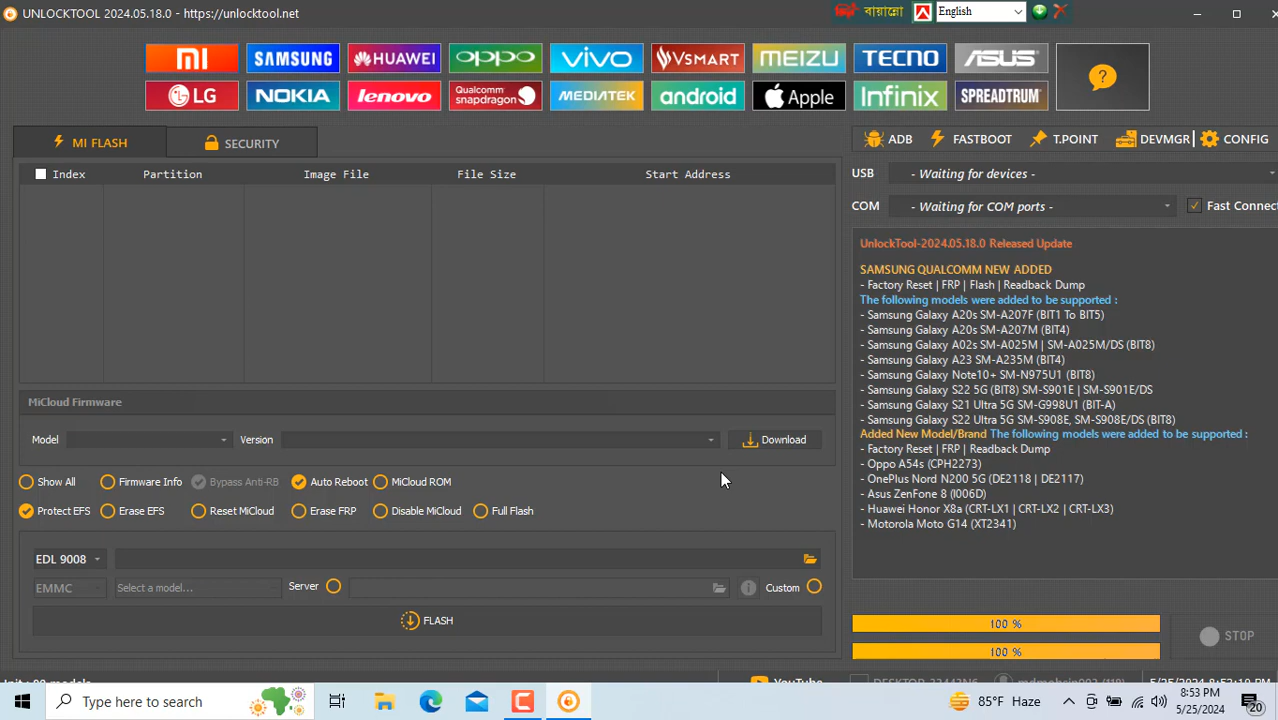 UNLOCKTOOL 2024.05.18.0 - https://unlocktool.net
বায়ান্নো English
MI SAMSUNG HUAWEI OPPO VIVO VSMART MEIZU TECNO ASUS ?
LG NOKIA lenovo Qualcomm snapdragon MEDIATEK android Apple Infinix SPREADTRUM
MI FLASH SECURITY
ADB FASTBOOT T.POINT DEVMGR CONFIG
Index Partition Image File File Size Start Address
USB - Waiting for devices -
COM - Waiting for COM ports - Fast Connect
UnlockTool-2024.05.18.0 Released Update
SAMSUNG QUALCOMM NEW ADDED
- Factory Reset | FRP | Flash | Readback Dump
The following models were added to be supported :
- Samsung Galaxy A20s SM-A207F (BIT1 To BIT5)
- Samsung Galaxy A20s SM-A207M (BIT4)
- Samsung Galaxy A02s SM-A025M | SM-A025M/DS (BIT8)
- Samsung Galaxy A23 SM-A235M (BIT4)
- Samsung Galaxy Note10+ SM-N975U1 (BIT8)
- Samsung Galaxy S22 5G (BIT8) SM-S901E | SM-S901E/DS
- Samsung Galaxy S21 Ultra 5G SM-G998U1 (BIT-A)
- Samsung Galaxy S22 Ultra 5G SM-S908E, SM-S908E/DS (BIT8)
Added New Model/Brand The following models were added to be supported :
- Factory Reset | FRP | Readback Dump
- Oppo A54s (CPH2273)
- OnePlus Nord N200 5G (DE2118 | DE2117)
- Asus ZenFone 8 (I006D)
- Huawei Honor X8a (CRT-LX1 | CRT-LX2 | CRT-LX3)
- Motorola Moto G14 (XT2341)
MiCloud Firmware
Model Version Download
Show All Firmware Info Bypass Anti-RB Auto Reboot MiCloud ROM
Protect EFS Erase EFS Reset MiCloud Erase FRP Disable MiCloud Full Flash
EDL 9008
EMMC Select a model... Server Custom
FLASH
100 %
100 %
STOP
YouTube
Type here to search
85°F Haze
8:53 PM
5/25/2024
20